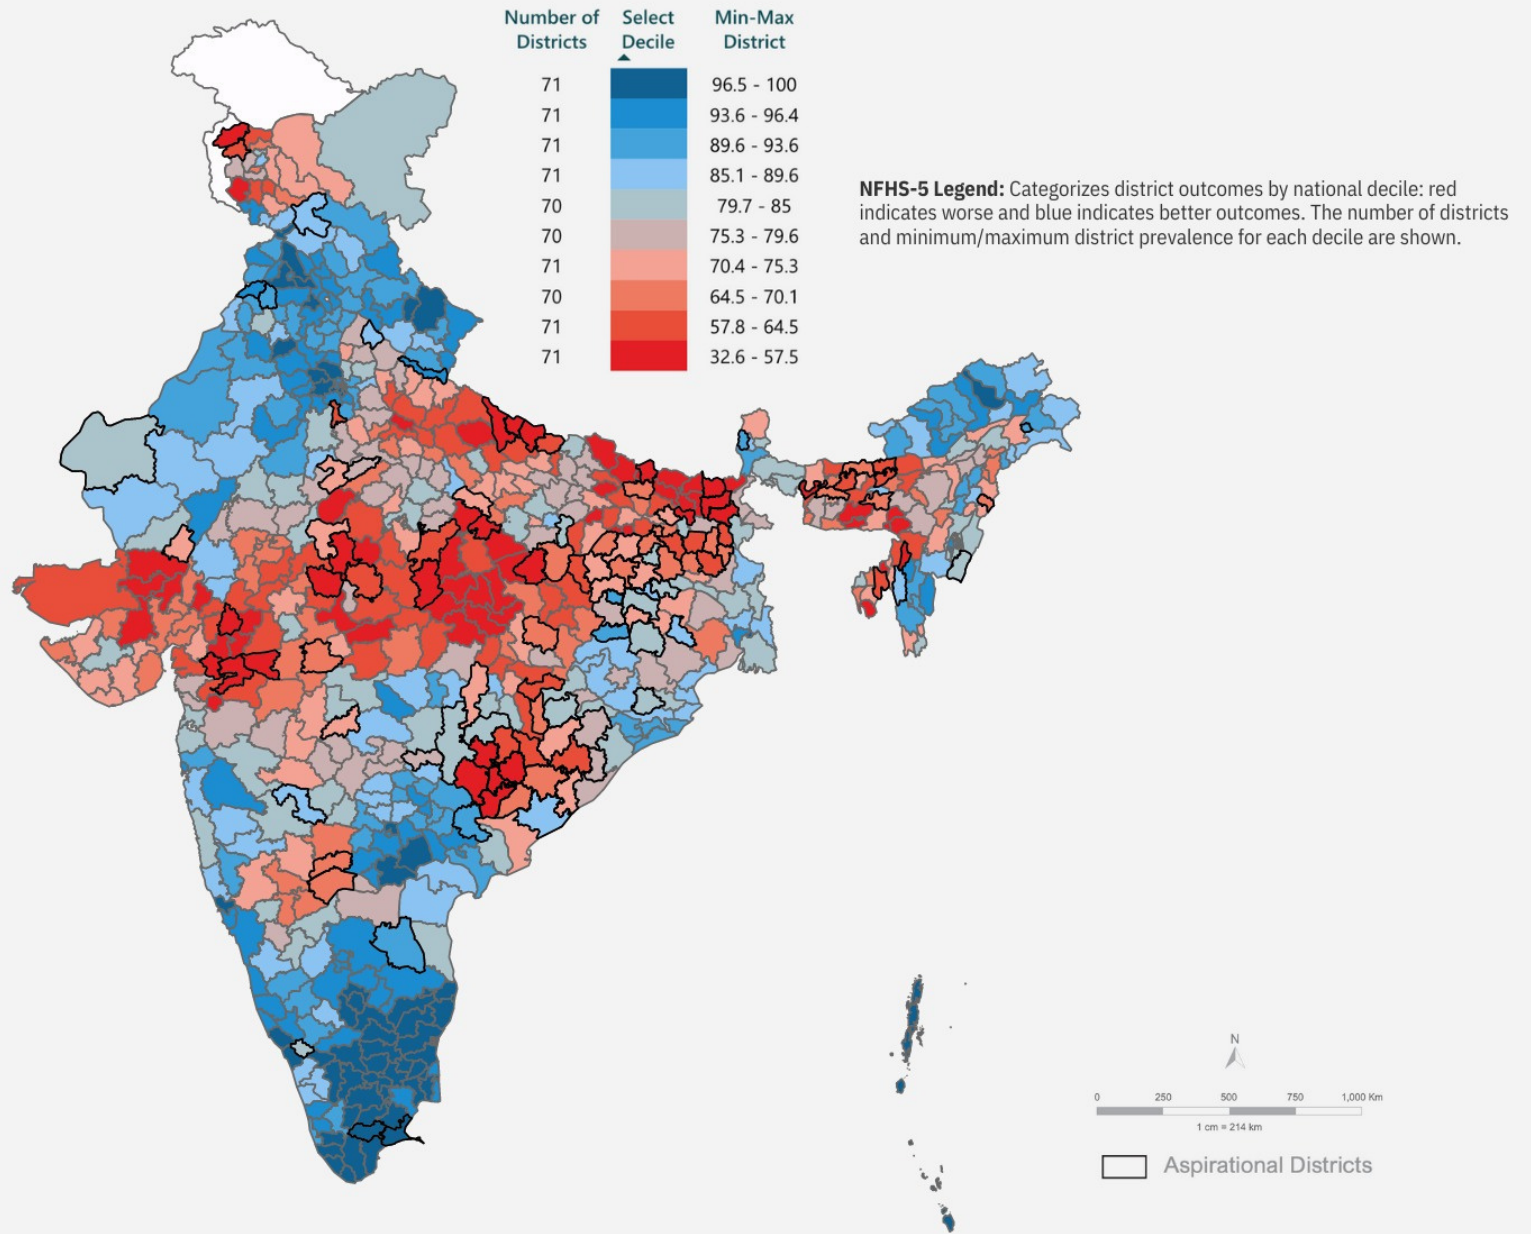 Number of Districts
Select Decile
Min-Max District
71 96.5 - 100
71 93.6 - 96.4
71 89.6 - 93.6
71 85.1 - 89.6
70 79.7 - 85
70 75.3 - 79.6
71 70.4 - 75.3
70 64.5 - 70.1
71 57.8 - 64.5
71 32.6 - 57.5
NFHS-5 Legend: Categorizes district outcomes by national decile: red
indicates worse and blue indicates better outcomes. The number of districts
and minimum/maximum district prevalence for each decile are shown.
N
0 250 500 750 1,000 Km
1 cm = 214 km
Aspirational Districts